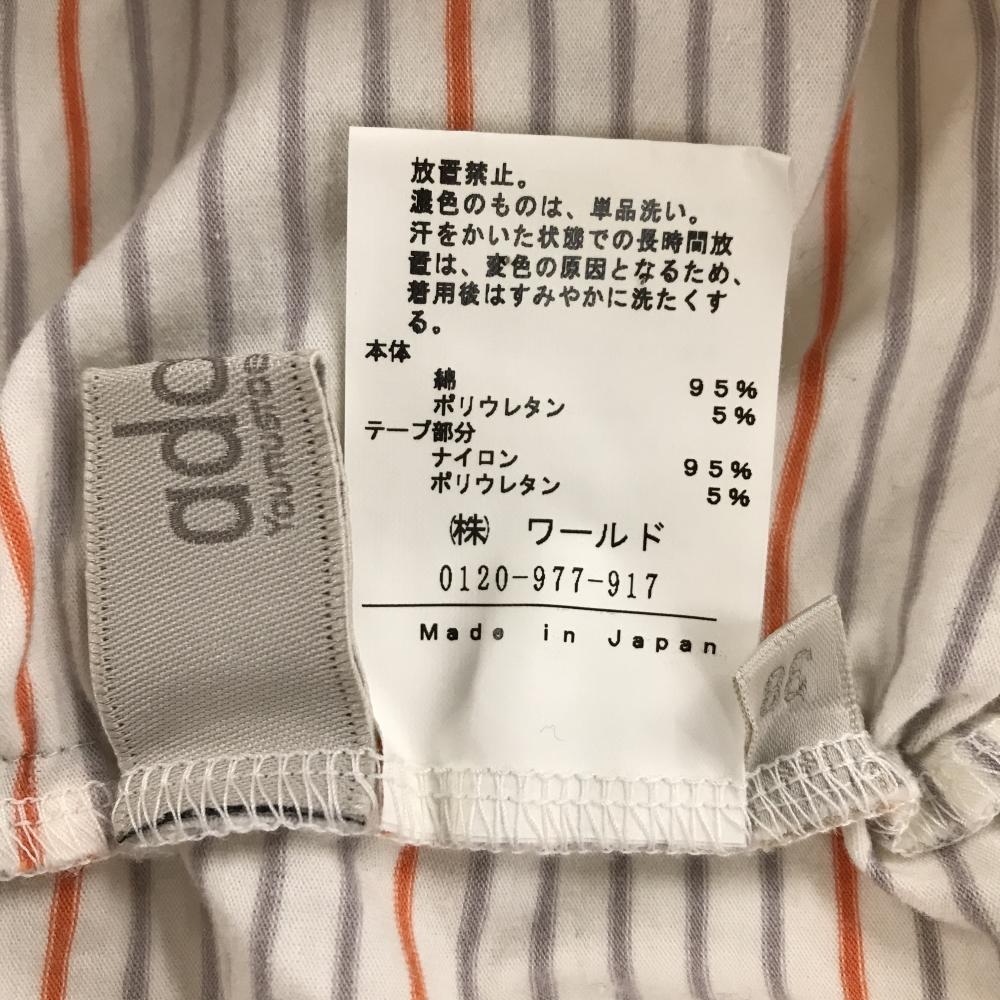 放置禁止。
濃色のものは、単品洗い。
汗をかいた状態での長時間放
置は、変色の原因となるため、
着用後はすみやかに洗たくす
る。
本体
綿 95%
ポリウレタン 5%
テープ部分
ナイロン 95%
ポリウレタン 5%
㈱ ワールド
0120-977-917
Made in Japan
38